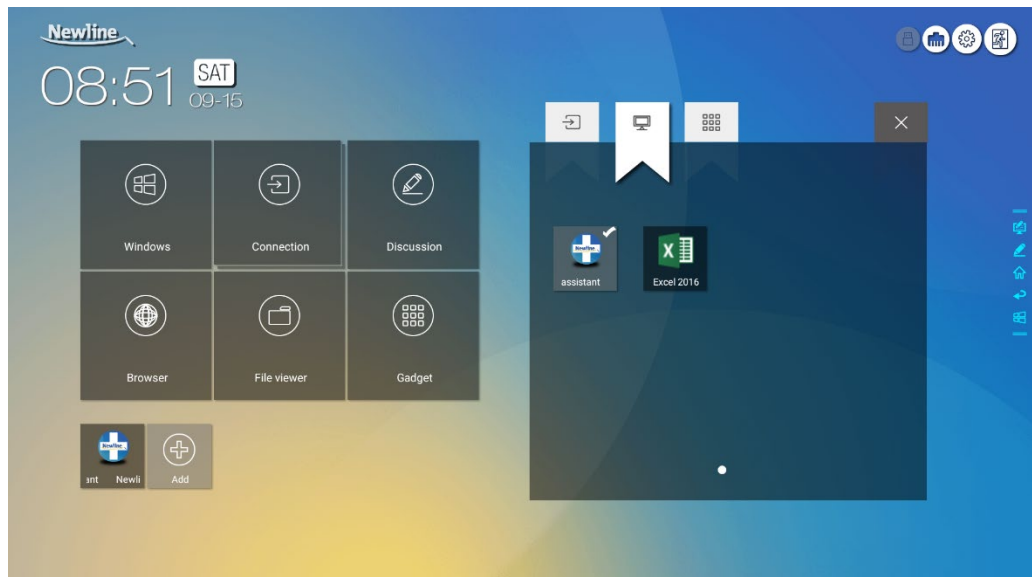 Newline
08:51 SAT
09-15
Windows Connection Discussion
Browser File viewer Gadget
Newline
ant Newli Add
Newline
assistant Excel 2016